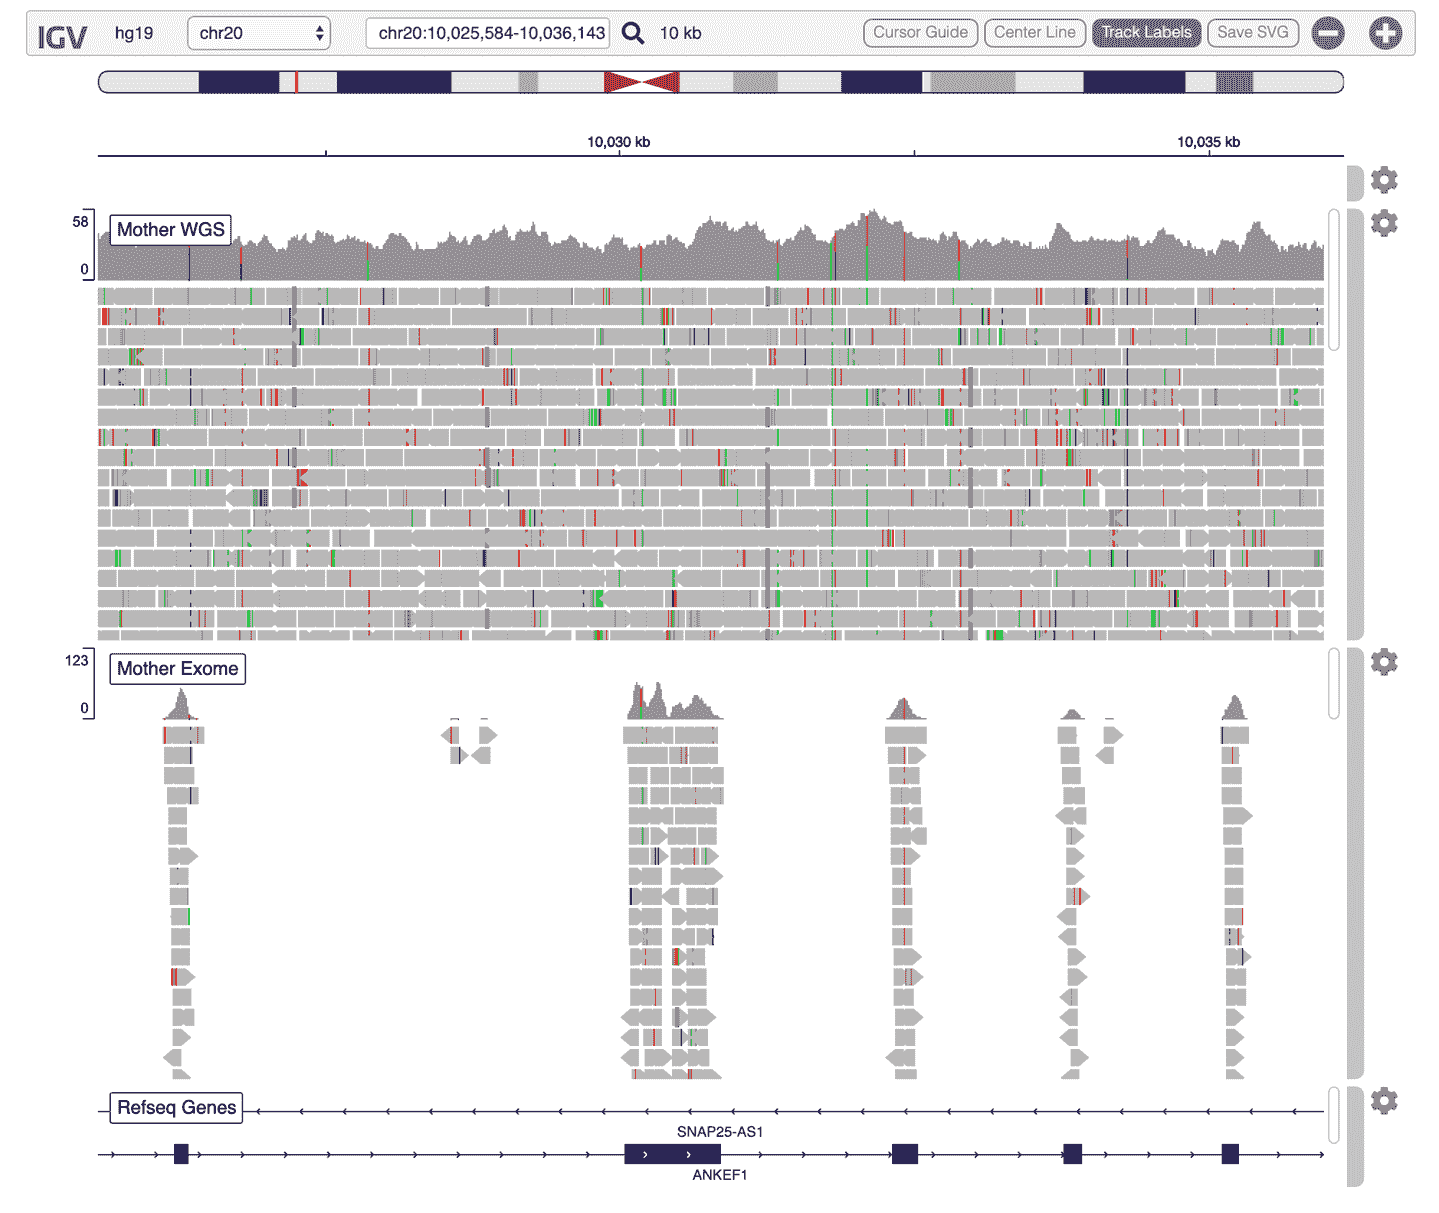 IGV hg19 chr20 chr20:10,025,584-10,036,143 10 kb Cursor Guide Center Line Track Labels Save SVG
10,030 kb 10,035 kb
58
Mother WGS
0
123
Mother Exome
0
Refseq Genes
SNAP25-AS1
ANKEF1